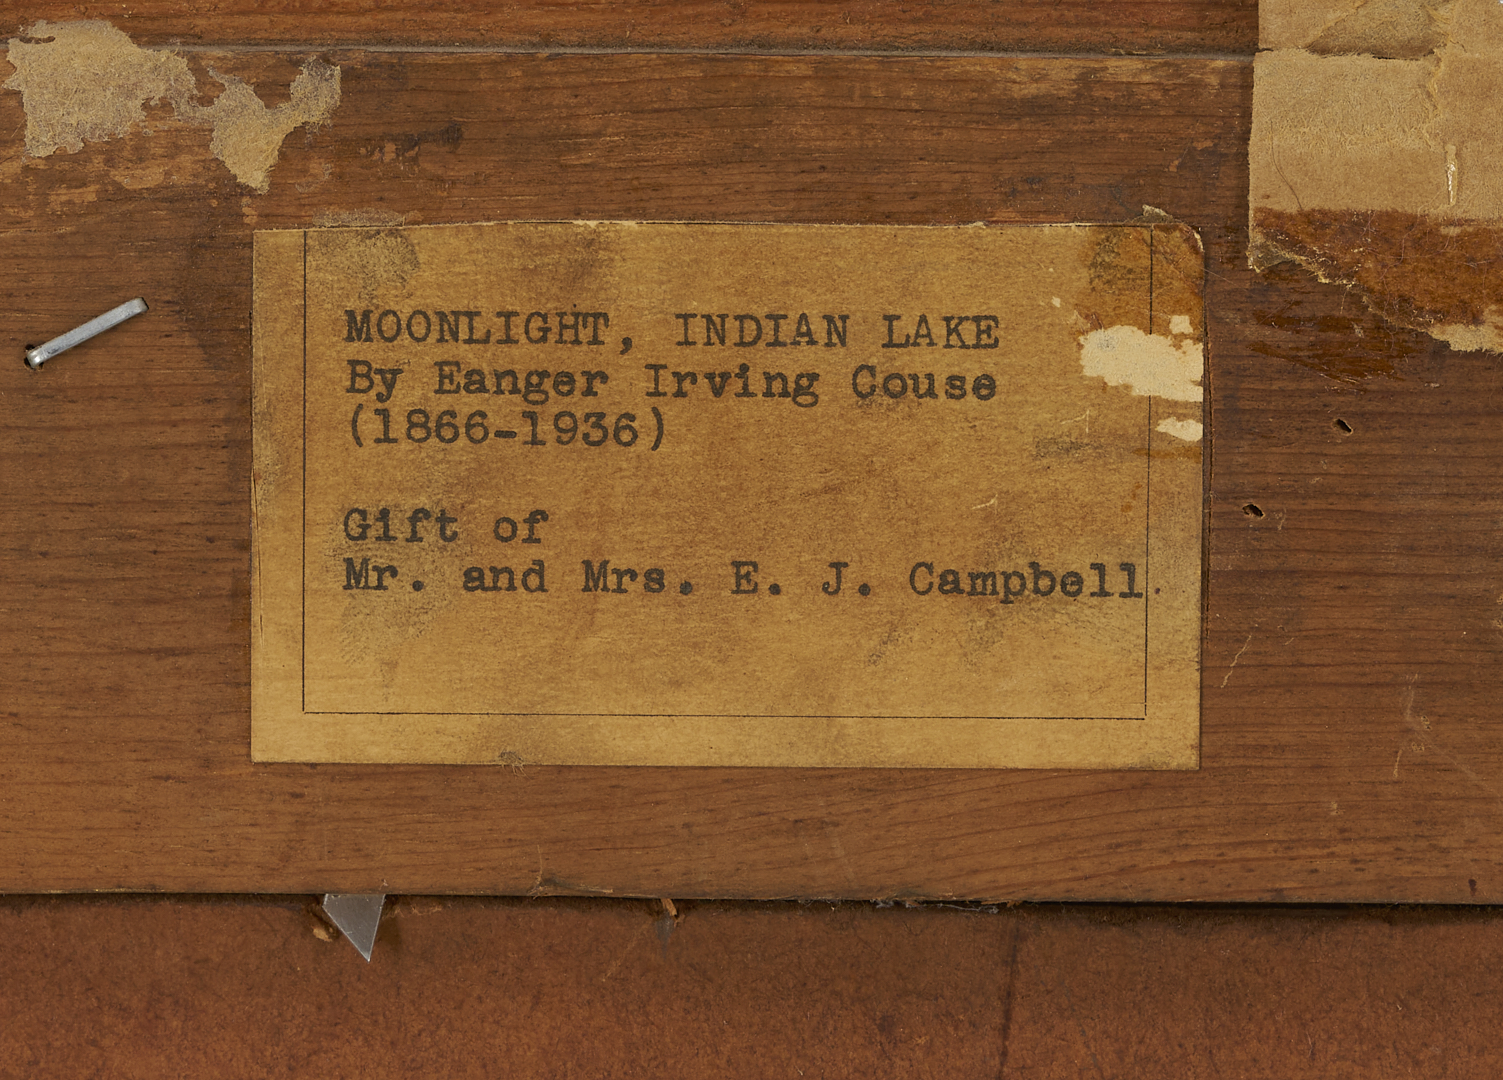 MOONLIGHT, INDIAN LAKE
By Eanger Irving Couse
(1866-1936)
Gift of
Mr. and Mrs. E. J. Campbell.